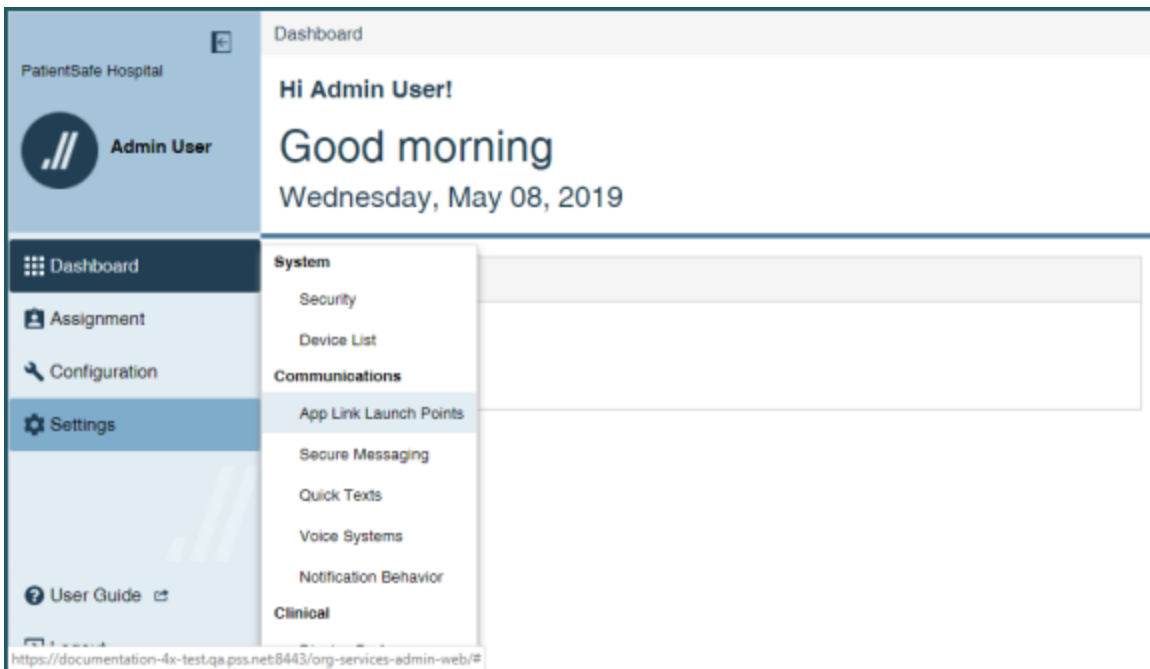 PatientSafe Hospital
Admin User
Dashboard
Hi Admin User!
Good morning
Wednesday, May 08, 2019
Dashboard
Assignment
Configuration
Settings
User Guide
System
Security
Device List
Communications
App Link Launch Points
Secure Messaging
Quick Texts
Voice Systems
Notification Behavior
Clinical
https://documentation-4x-test.qa.pss.net:8443/org-services-admin-web/#